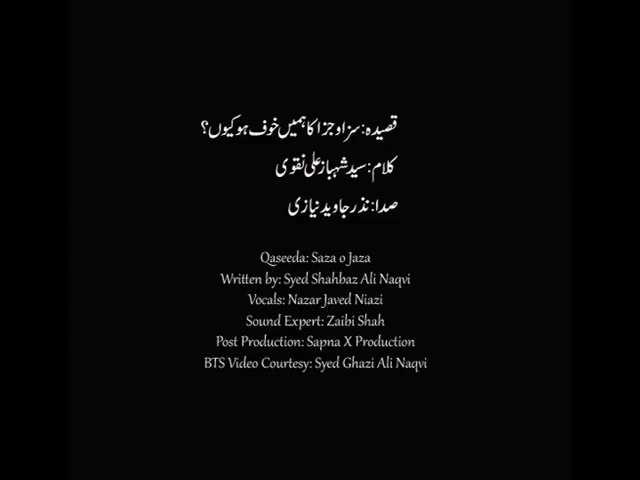 قصیدہ: سزا و جزا کا ہمیں خوف ہو کیوں؟
کلام: سید شہباز علی نقوی
صدا: نذر جاوید نیازی
Qaseeda: Saza o Jaza
Written by: Syed Shahbaz Ali Naqvi
Vocals: Nazar Javed Niazi
Sound Expert: Zaibi Shah
Post Production: Sapna X Production
BTS Video Courtesy: Syed Ghazi Ali Naqvi